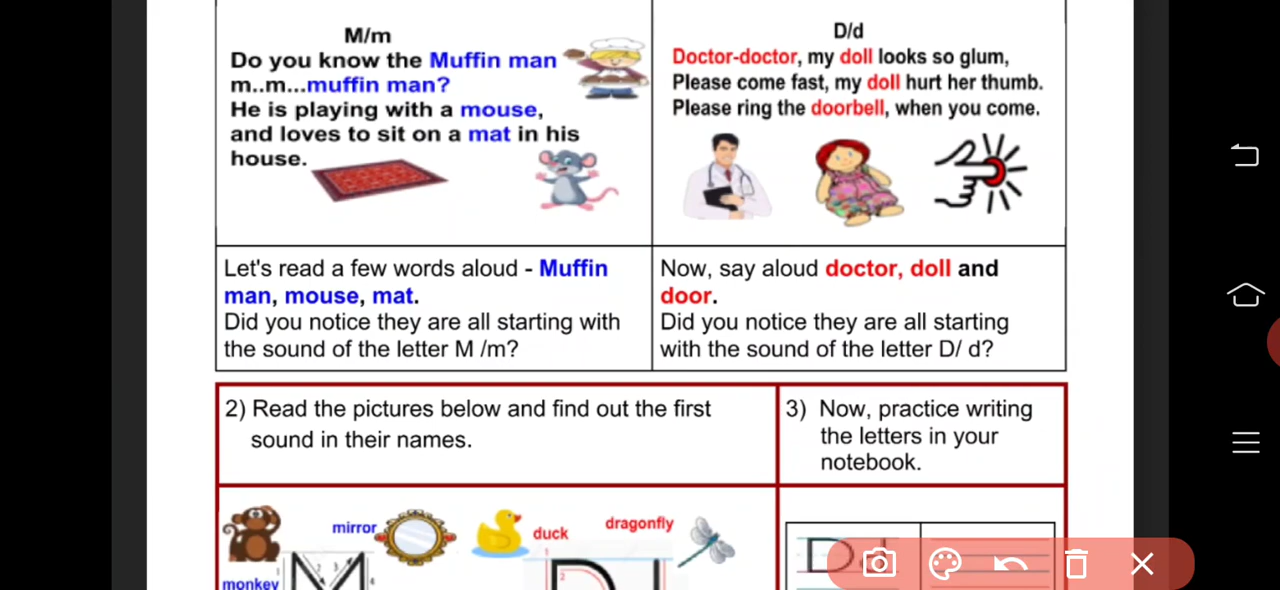 M/m
Do you know the Muffin man
m..m...muffin man?
He is playing with a mouse,
and loves to sit on a mat in his
house.
D/d
Doctor-doctor, my doll looks so glum,
Please come fast, my doll hurt her thumb.
Please ring the doorbell, when you come.
Let's read a few words aloud - Muffin
man, mouse, mat.
Did you notice they are all starting with
the sound of the letter M /m?
Now, say aloud doctor, doll and
door.
Did you notice they are all starting
with the sound of the letter D/ d?
2) Read the pictures below and find out the first
sound in their names.
3) Now, practice writing
the letters in your
notebook.
mirror
duck
dragonfly
monkey
M
D